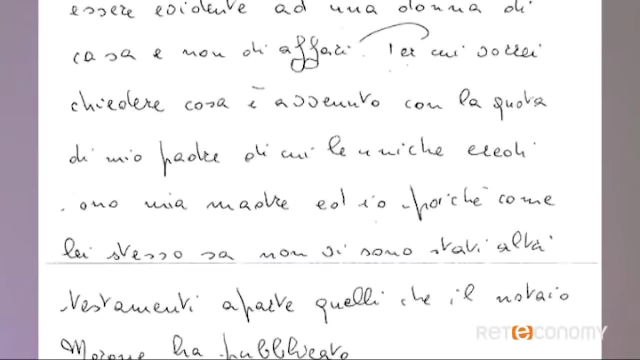 essere evidente ad una donna di
casa e non di affari. Per cui vorrei
chiedere cosa è avvenuto con la quota
di mio padre di cui le uniche eredi
sono mia madre ed io poiché come
lei stesso sa non vi sono stati altri
testamenti aparte quelli che il notaio
Morone ha pubblicato
RETECONOMY